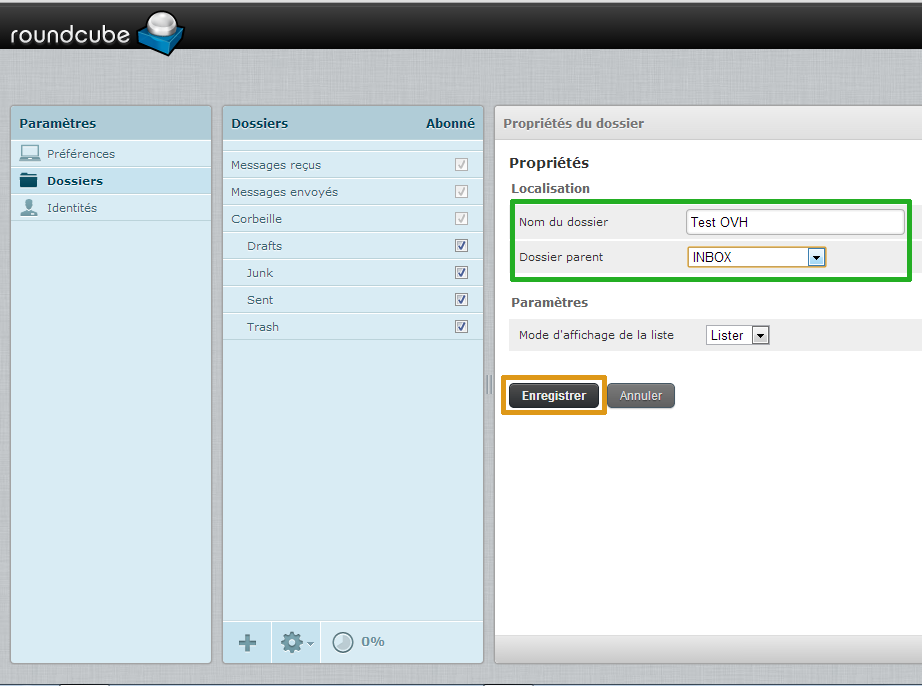 roundcube
Paramètres
Préférences
Dossiers
Identités
Dossiers Abonné
Messages reçus
Messages envoyés
Corbeille
Drafts
Junk
Sent
Trash
0%
Propriétés du dossier
Propriétés
Localisation
Nom du dossier Test OVH
Dossier parent INBOX
Paramètres
Mode d'affichage de la liste Lister
Enregistrer Annuler